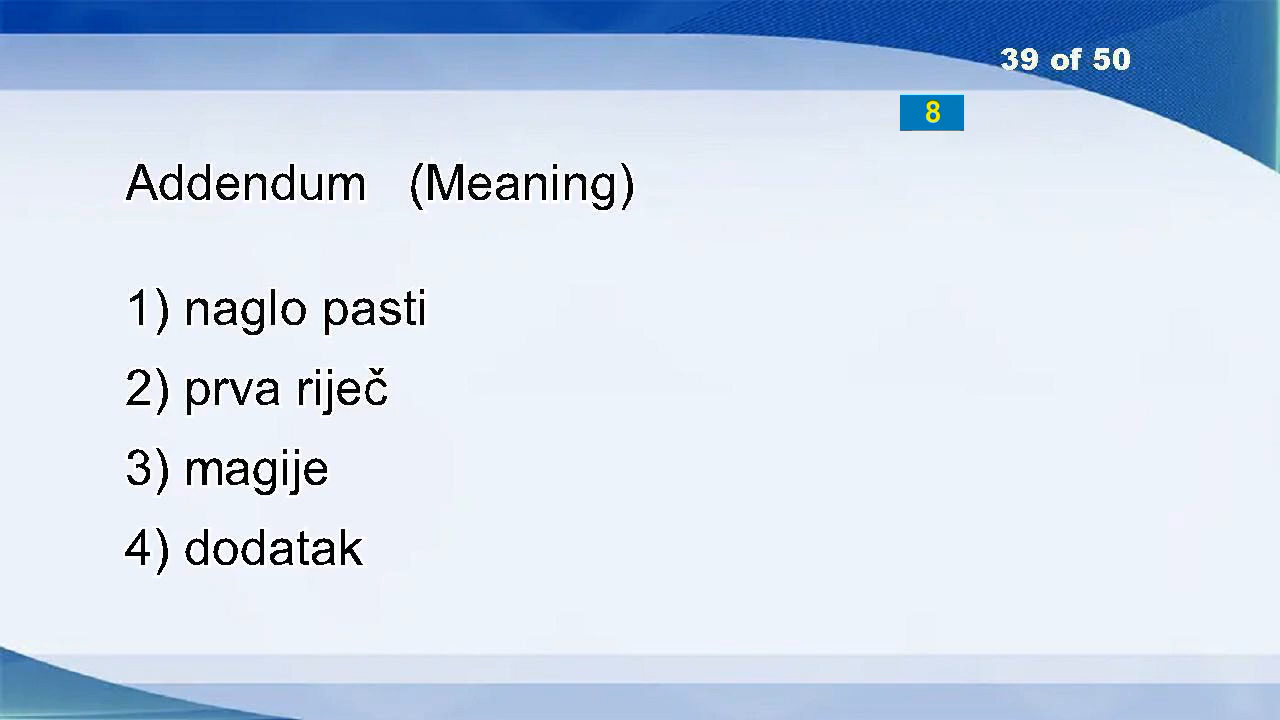 39 of 50
8
Addendum (Meaning)
1) naglo pasti
2) prva riječ
3) magije
4) dodatak